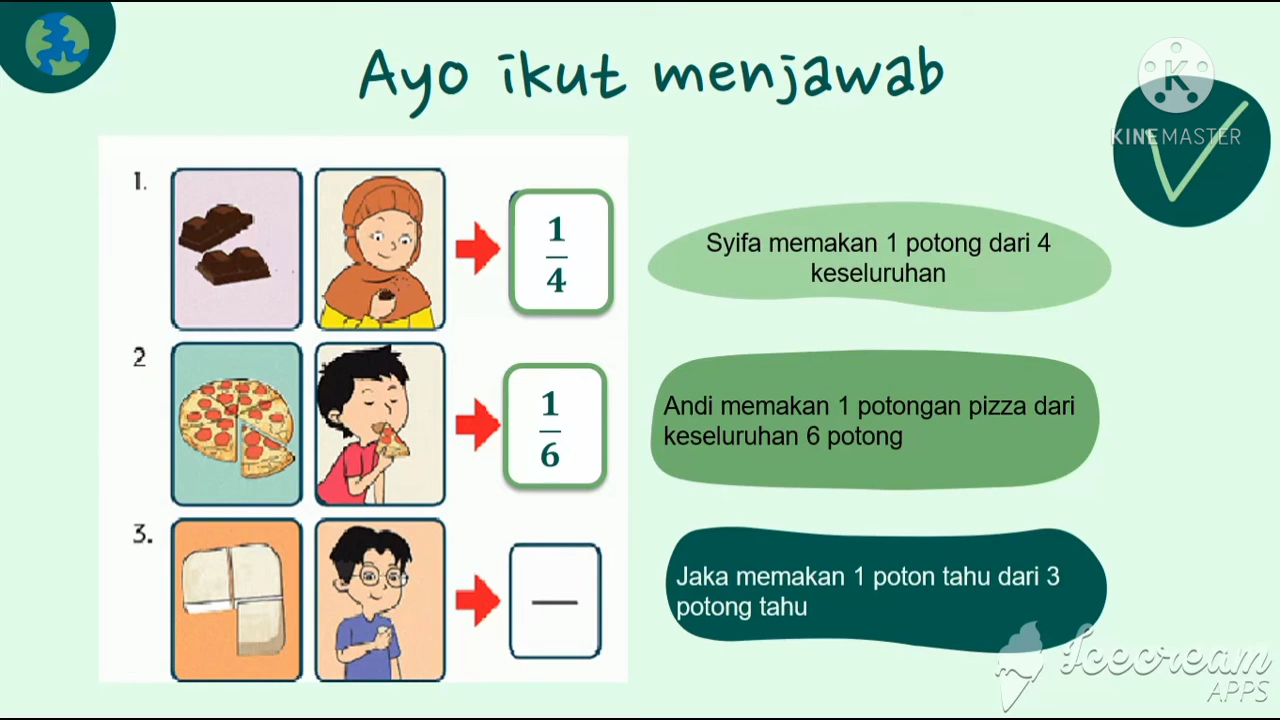 Ayo ikut menjawab
K
KINEMASTER
1.
1
4
Syifa memakan 1 potong dari 4
keseluruhan
2
1
6
Andi memakan 1 potongan pizza dari
keseluruhan 6 potong
3.
Jaka memakan 1 poton tahu dari 3
potong tahu
Icecream
APPS